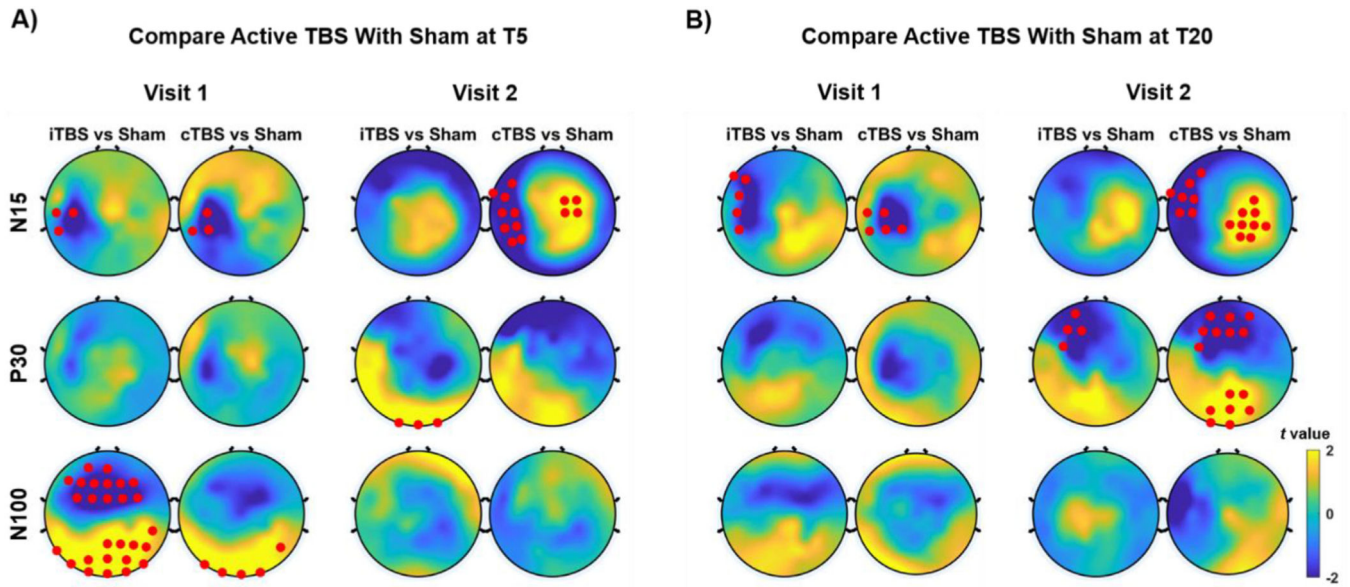 A)
Compare Active TBS With Sham at T5
Visit 1
Visit 2
iTBS vs Sham
cTBS vs Sham
iTBS vs Sham
cTBS vs Sham
N15
P30
N100
B)
Compare Active TBS With Sham at T20
Visit 1
Visit 2
iTBS vs Sham
cTBS vs Sham
iTBS vs Sham
cTBS vs Sham
t value
2
0
-2